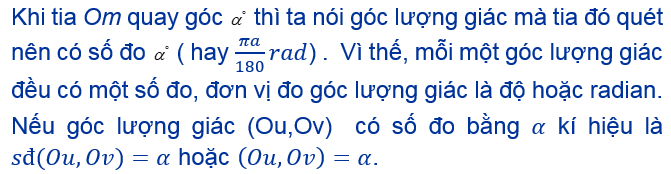 Khi tia Om quay góc α° thì ta nói góc lượng giác mà tia đó quét
nên có số đo α° ( hay πa/180 rad) . Vì thế, mỗi một góc lượng giác
đều có một số đo, đơn vị đo góc lượng giác là độ hoặc radian.
Nếu góc lượng giác (Ou,Ov) có số đo bằng α kí hiệu là
sđ(Ou, Ov) = α hoặc (Ou, Ov) = α.